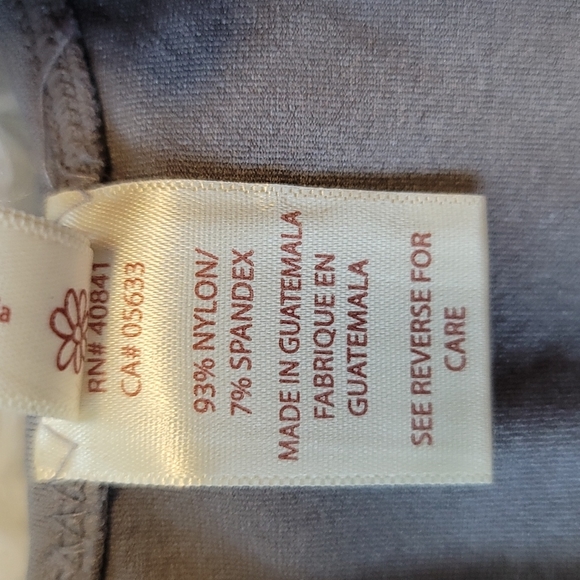 RN# 40841
CA# 05633
93% NYLON/
7% SPANDEX
MADE IN GUATEMALA
FABRIQUE EN
GUATEMALA
SEE REVERSE FOR
CARE